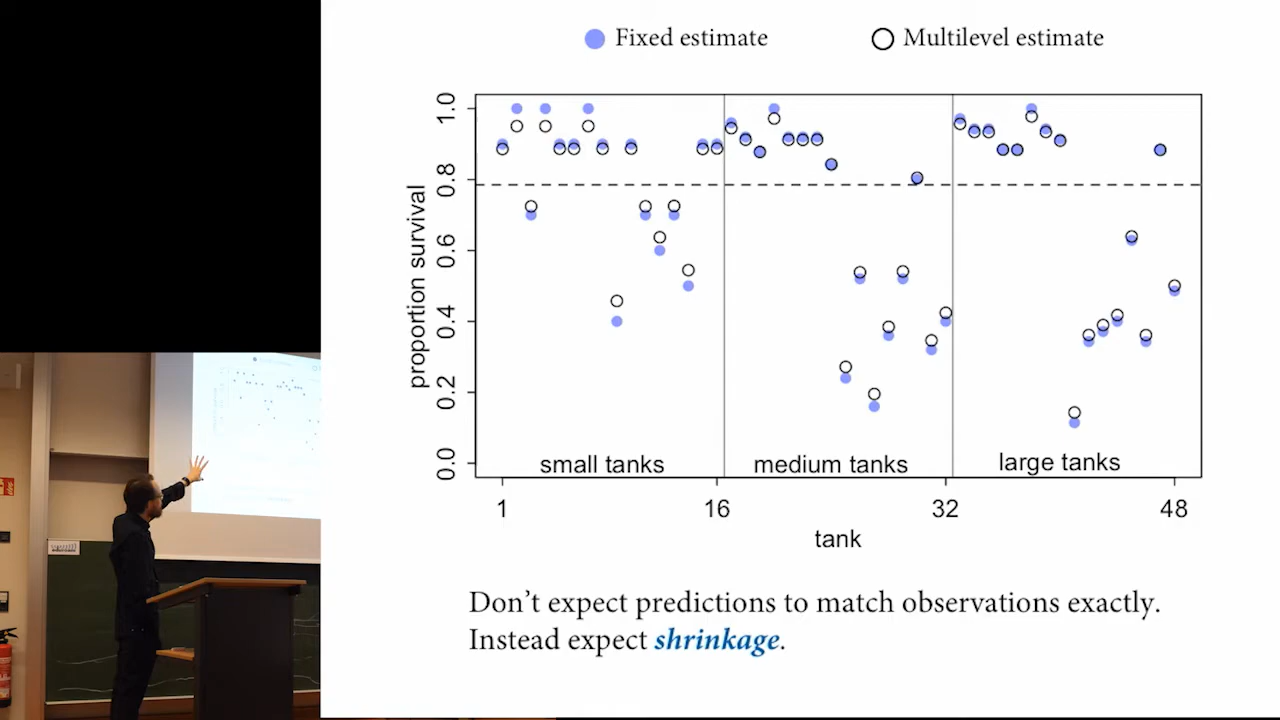 Fixed estimate
Multilevel estimate
proportion survival
1.0
0.8
0.6
0.4
0.2
0.0
small tanks
medium tanks
large tanks
1
16
32
48
tank
Don't expect predictions to match observations exactly.
Instead expect shrinkage.